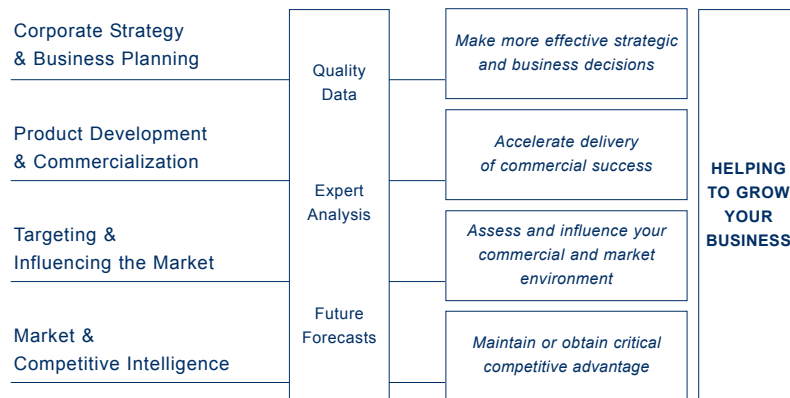 Corporate Strategy
& Business Planning
Product Development
& Commercialization
Targeting &
Influencing the Market
Market &
Competitive Intelligence
Quality
Data
Expert
Analysis
Future
Forecasts
Make more effective strategic
and business decisions
Accelerate delivery
of commercial success
Assess and influence your
commercial and market
environment
Maintain or obtain critical
competitive advantage
HELPING
TO GROW
YOUR
BUSINESS